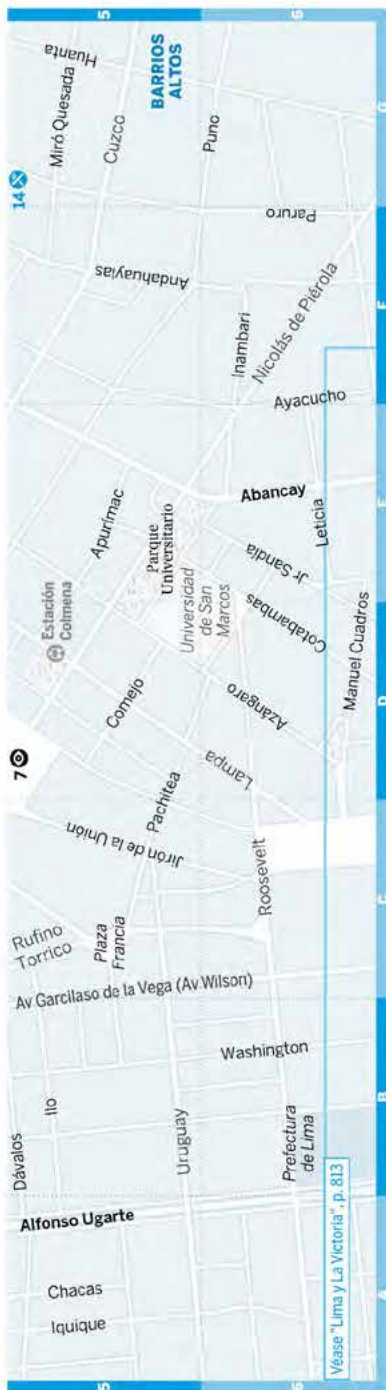 5
Dávalos
Alfonso Ugarte
Chacas
Iquique
Ilo
Uruguay
Washington
Prefectura
de Lima
Av Garcilaso de la Vega (Av Wilson)
Rufino
Torrico
Plaza
Francia
Jirón de la Unión
Pachitea
Roosevelt
Lampa
7
Cornejo
Azángaro
Estación
Colmena
Apurímac
Parque
Universitario
Universidad
de San
Marcos
Cotabambas
Jr Sandía
Manuel Cuadros
Leticia
Abancay
Ayacucho
Inambari
Nicolás de Piérola
Andahuaylas
Paruro
Puno
14
Huanta
Miró Quesada
Cuzco
BARRIOS
ALTOS
5
6
Véase "Lima y La Victoria", p. 813
A
B
C
D
E
F
G